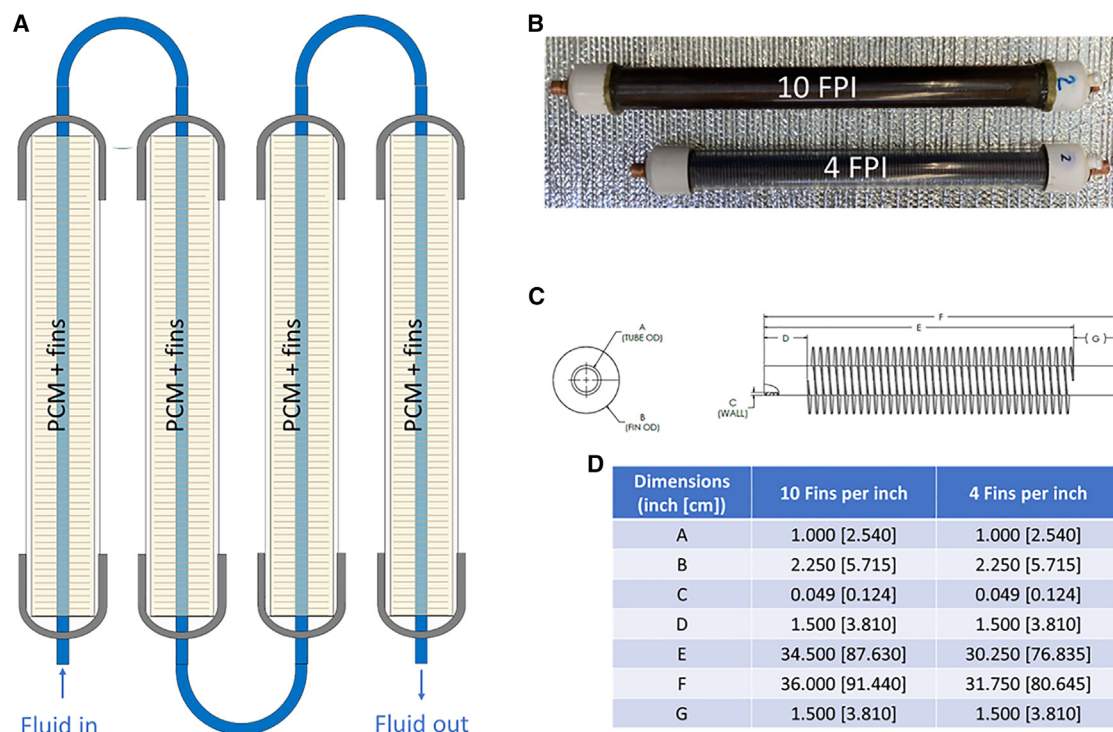 A
PCM + fins
PCM + fins
PCM + fins
PCM + fins
Fluid in
Fluid out
B
10 FPI
2
4 FPI
2
C
A
(TUBE OD)
B
(FIN OD)
F
E
D
( G )
C
(WALL)
D
Dimensions (inch [cm]) 10 Fins per inch 4 Fins per inch
A 1.000 [2.540] 1.000 [2.540]
B 2.250 [5.715] 2.250 [5.715]
C 0.049 [0.124] 0.049 [0.124]
D 1.500 [3.810] 1.500 [3.810]
E 34.500 [87.630] 30.250 [76.835]
F 36.000 [91.440] 31.750 [80.645]
G 1.500 [3.810] 1.500 [3.810]